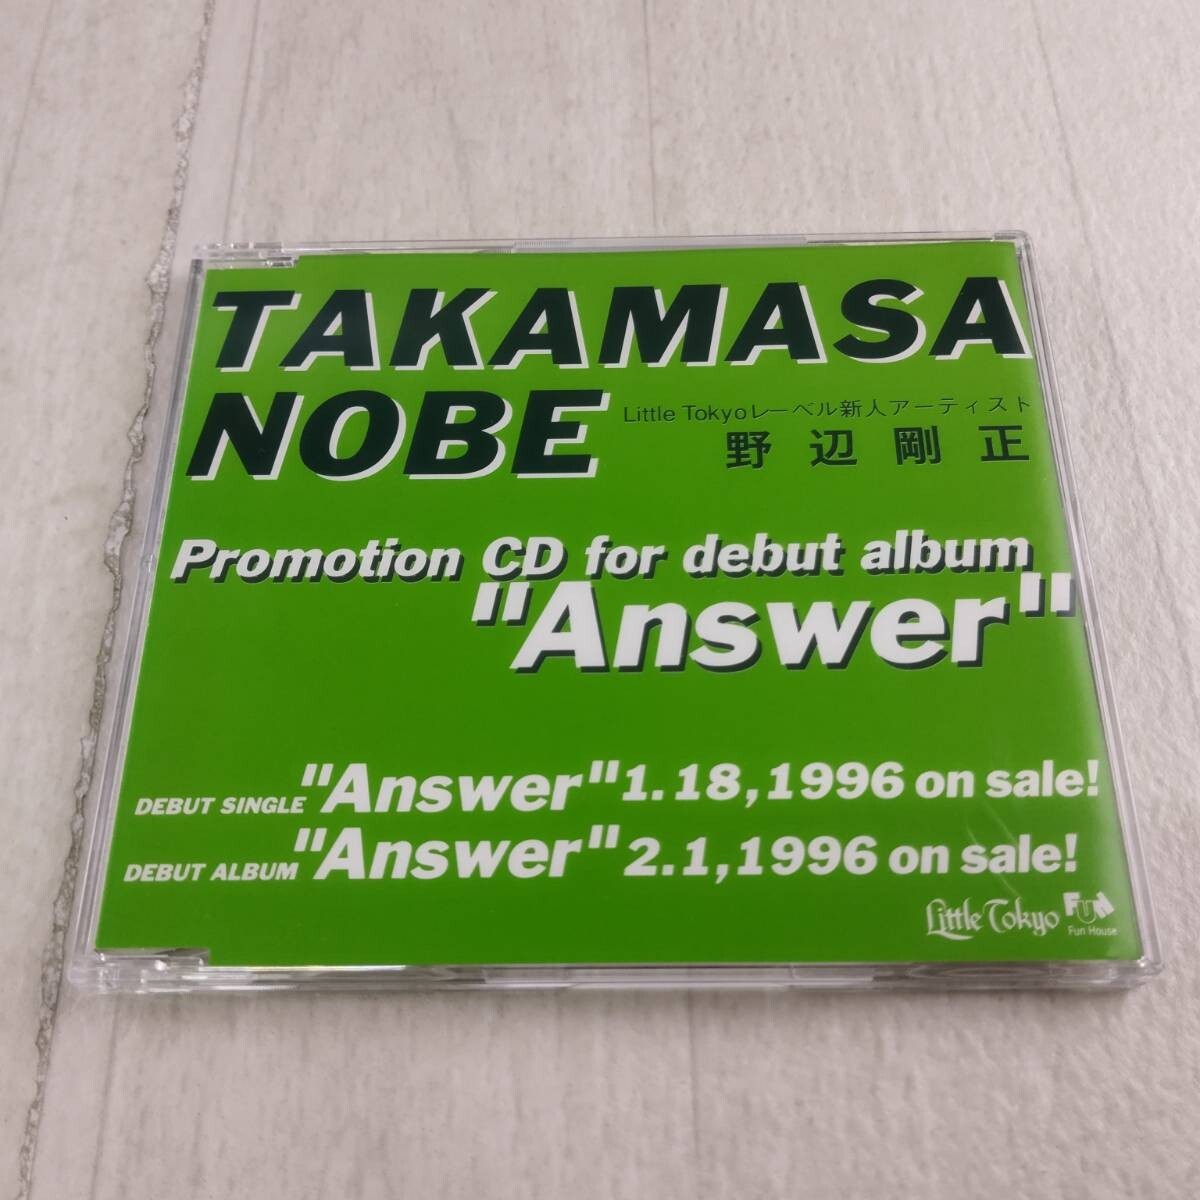 TAKAMASA
NOBE
Little Tokyoレーベル新人アーティスト
野辺剛正
Promotion CD for debut album
"Answer"
DEBUT SINGLE "Answer" 1.18,1996 on sale!
DEBUT ALBUM "Answer" 2.1,1996 on sale!
Little Tokyo
FUN
Fun House